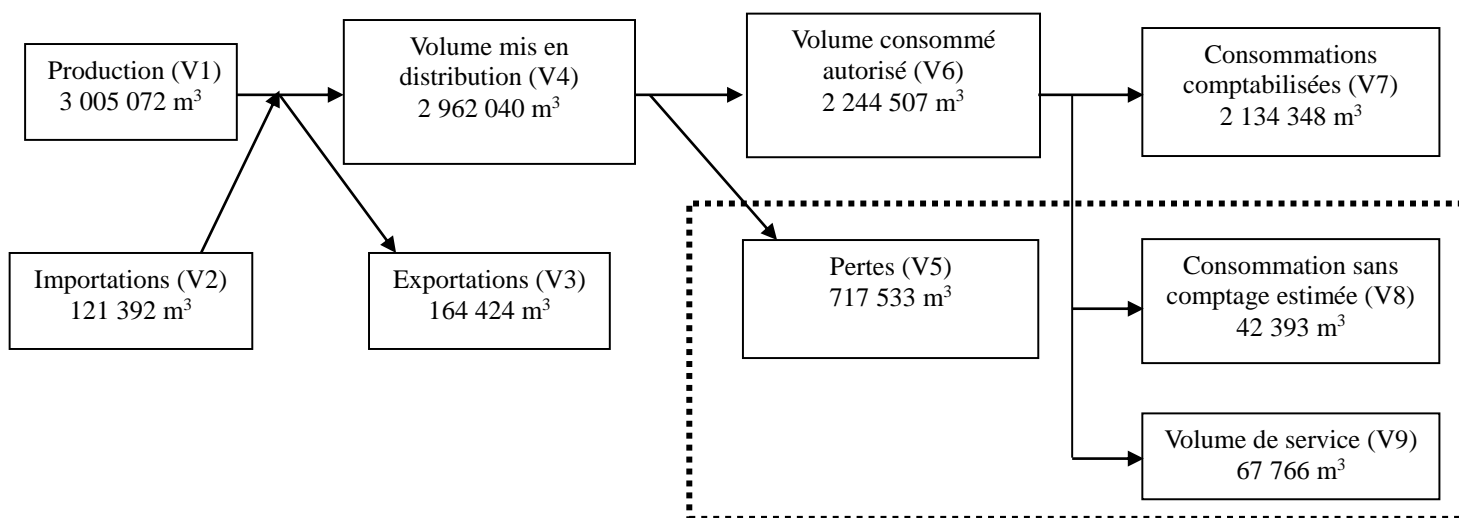 Production (V1)
3 005 072 m³
Volume mis en
distribution (V4)
2 962 040 m³
Volume consommé
autorisé (V6)
2 244 507 m³
Consommations
comptabilisées (V7)
2 134 348 m³
Importations (V2)
121 392 m³
Exportations (V3)
164 424 m³
Pertes (V5)
717 533 m³
Consommation sans
comptage estimée (V8)
42 393 m³
Volume de service (V9)
67 766 m³